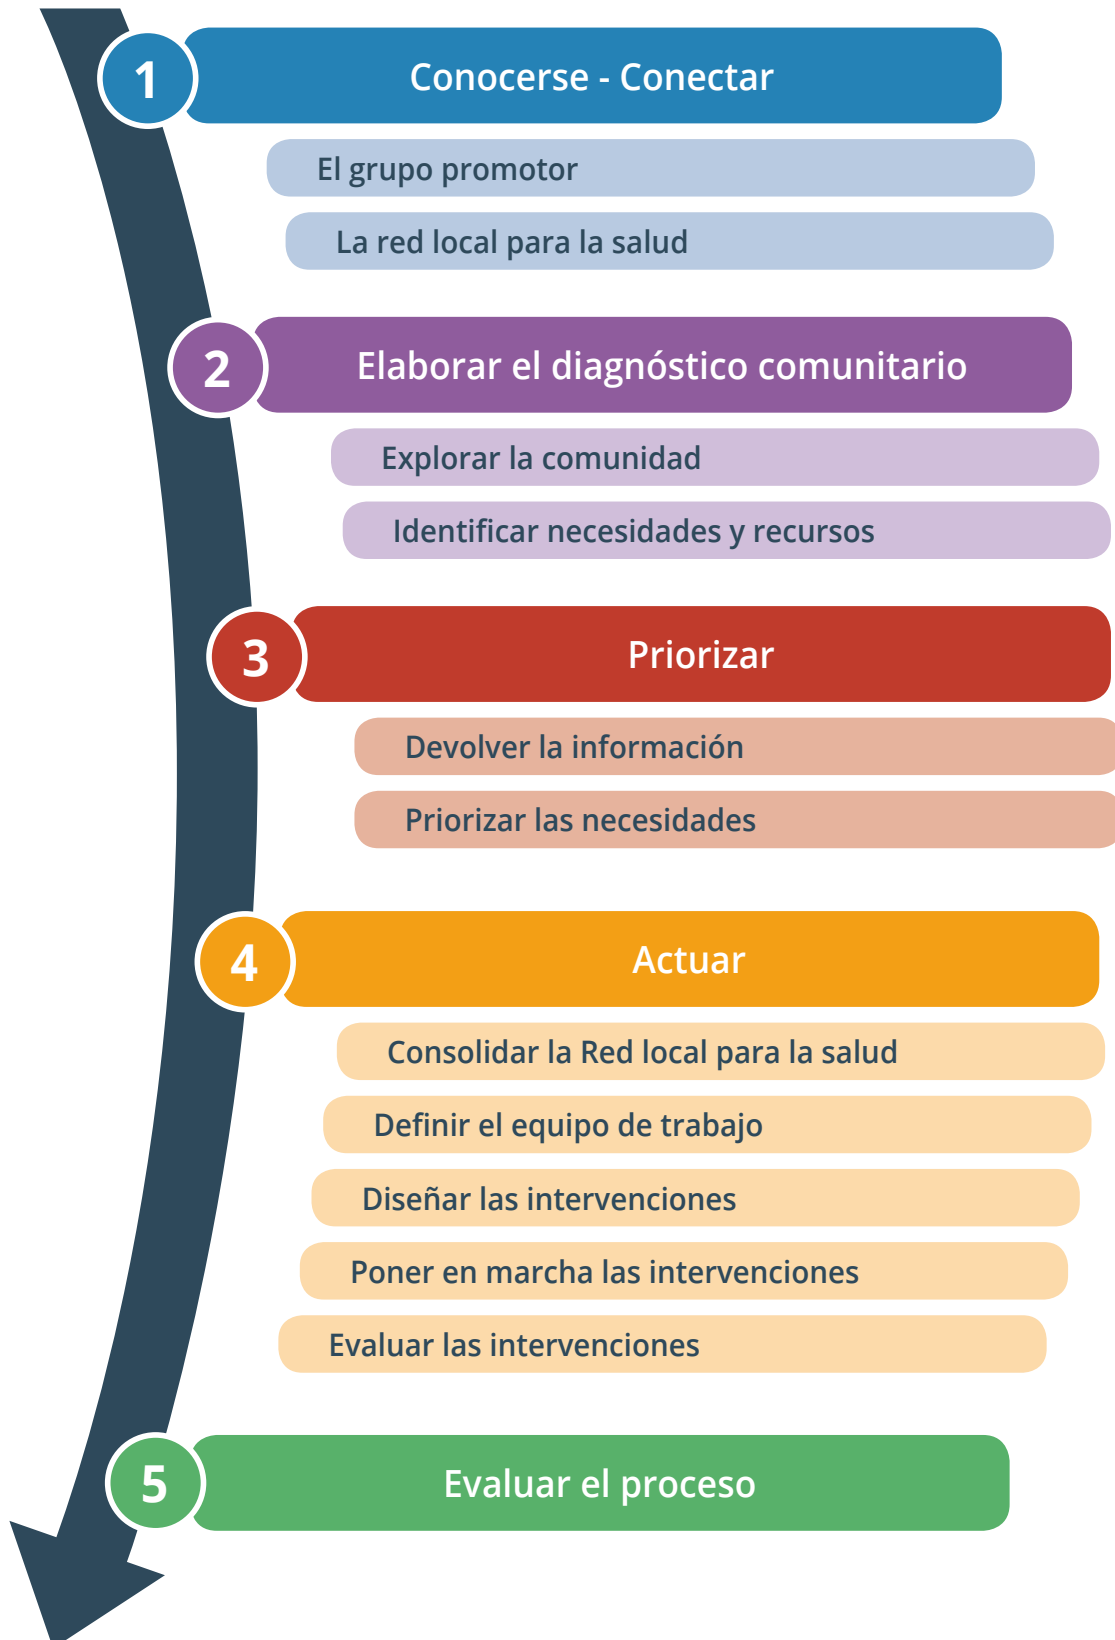 1
Conocerse - Conectar
El grupo promotor
La red local para la salud
2
Elaborar el diagnóstico comunitario
Explorar la comunidad
Identificar necesidades y recursos
3
Priorizar
Devolver la información
Priorizar las necesidades
4
Actuar
Consolidar la Red local para la salud
Definir el equipo de trabajo
Diseñar las intervenciones
Poner en marcha las intervenciones
Evaluar las intervenciones
5
Evaluar el proceso